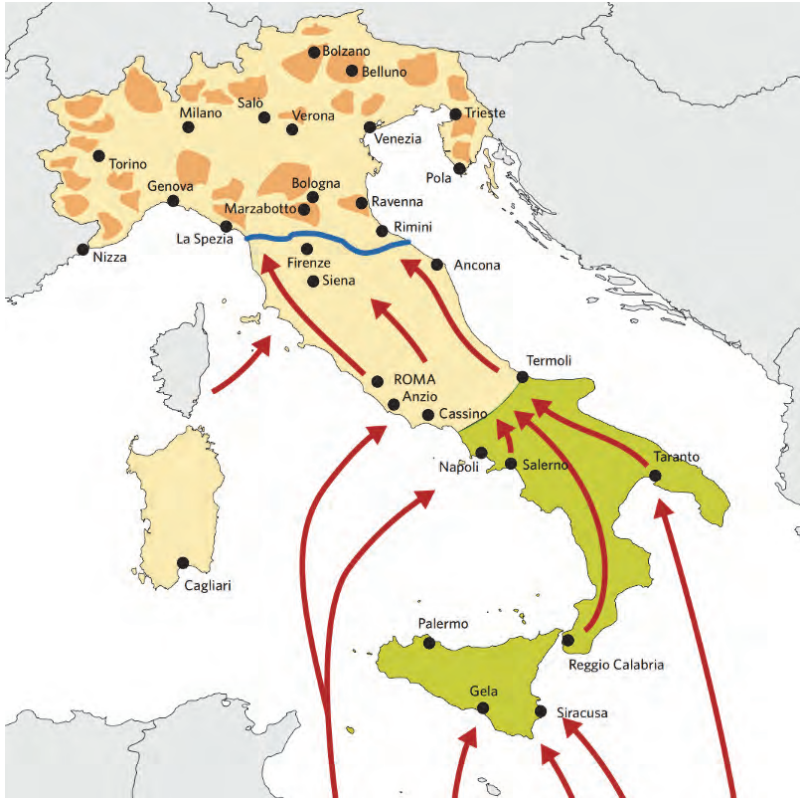 Bolzano
Belluno
Salò
Milano
Verona
Trieste
Venezia
Torino
Pola
Genova
Bologna
Ravenna
Marzabotto
Rimini
La Spezia
Nizza
Firenze
Ancona
Siena
Termoli
ROMA
Anzio
Cassino
Napoli
Salerno
Taranto
Cagliari
Palermo
Reggio Calabria
Gela
Siracusa